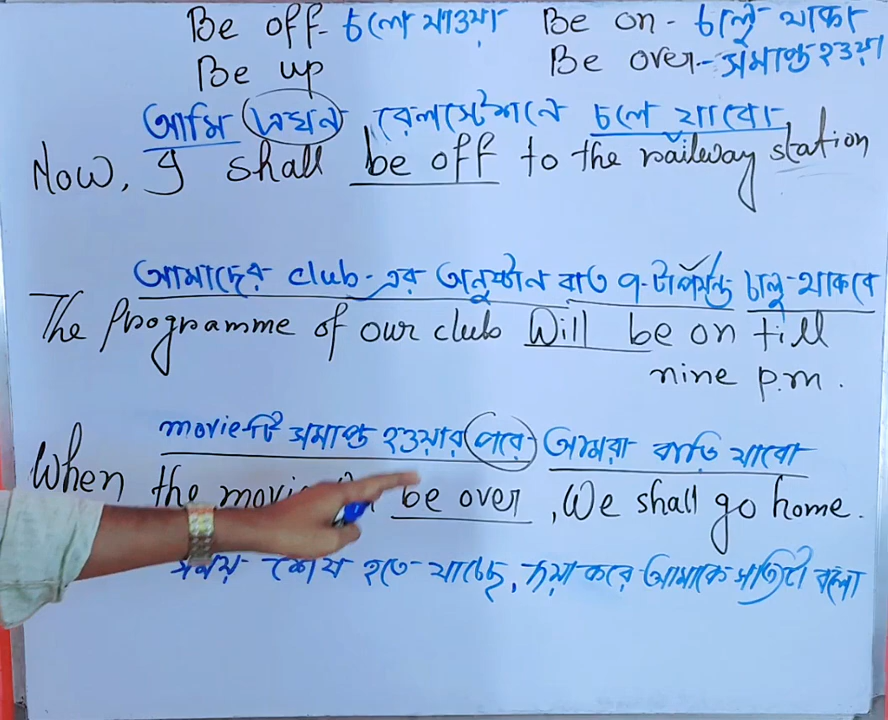 Be off- চলে যাওয়া Be on - চালু থাকা
Be up Be over - সমাপ্ত হওয়া
আমি এখন রেলস্টেশনে চলে যাবো
Now, I shall be off to the railway station
আমাদের club-এর অনুষ্ঠান রাত ৯-টা পর্যন্ত চালু-থাকবে
The Programme of our club Will be on till
nine p.m.
movie-টি সমাপ্ত হওয়ার পরে আমরা বাড়ি যাবো
When the movie be over , We shall go home.
সময় শেষ হতে যাচ্ছে, দয়া করে আমাকে সত্যিটা বলো